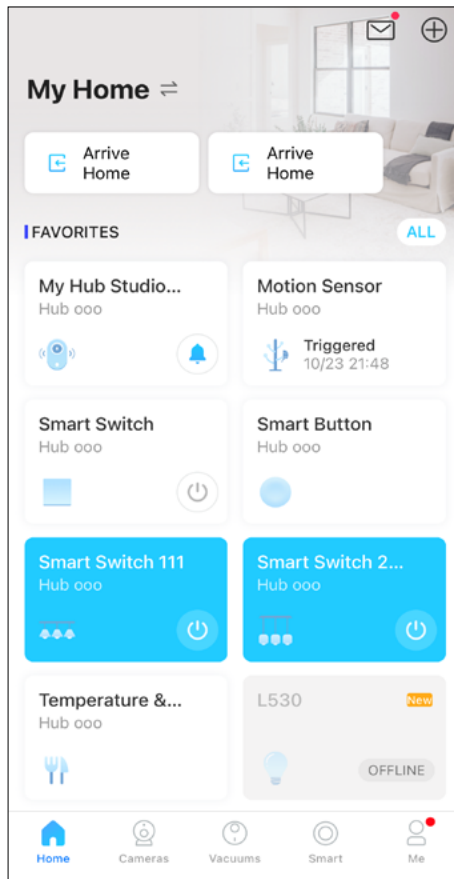 My Home
Arrive
Home
Arrive
Home
FAVORITES
ALL
My Hub Studio...
Hub ooo
Motion Sensor
Hub ooo
Triggered
10/23 21:48
Smart Switch
Hub ooo
Smart Button
Hub ooo
Smart Switch 111
Hub ooo
Smart Switch 2...
Hub ooo
Temperature &...
Hub ooo
L530
New
OFFLINE
Home
Cameras
Vacuums
Smart
Me